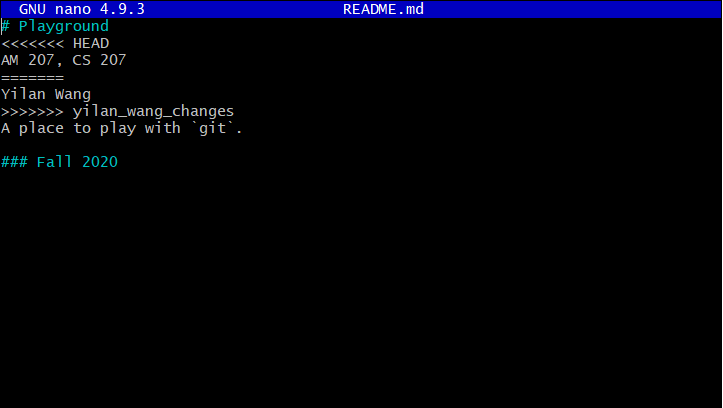 GNU nano 4.9.3 README.md
# Playground
<<<<<<< HEAD
AM 207, CS 207
=======
Yilan Wang
>>>>>>> yilan_wang_changes
A place to play with `git`.
### Fall 2020